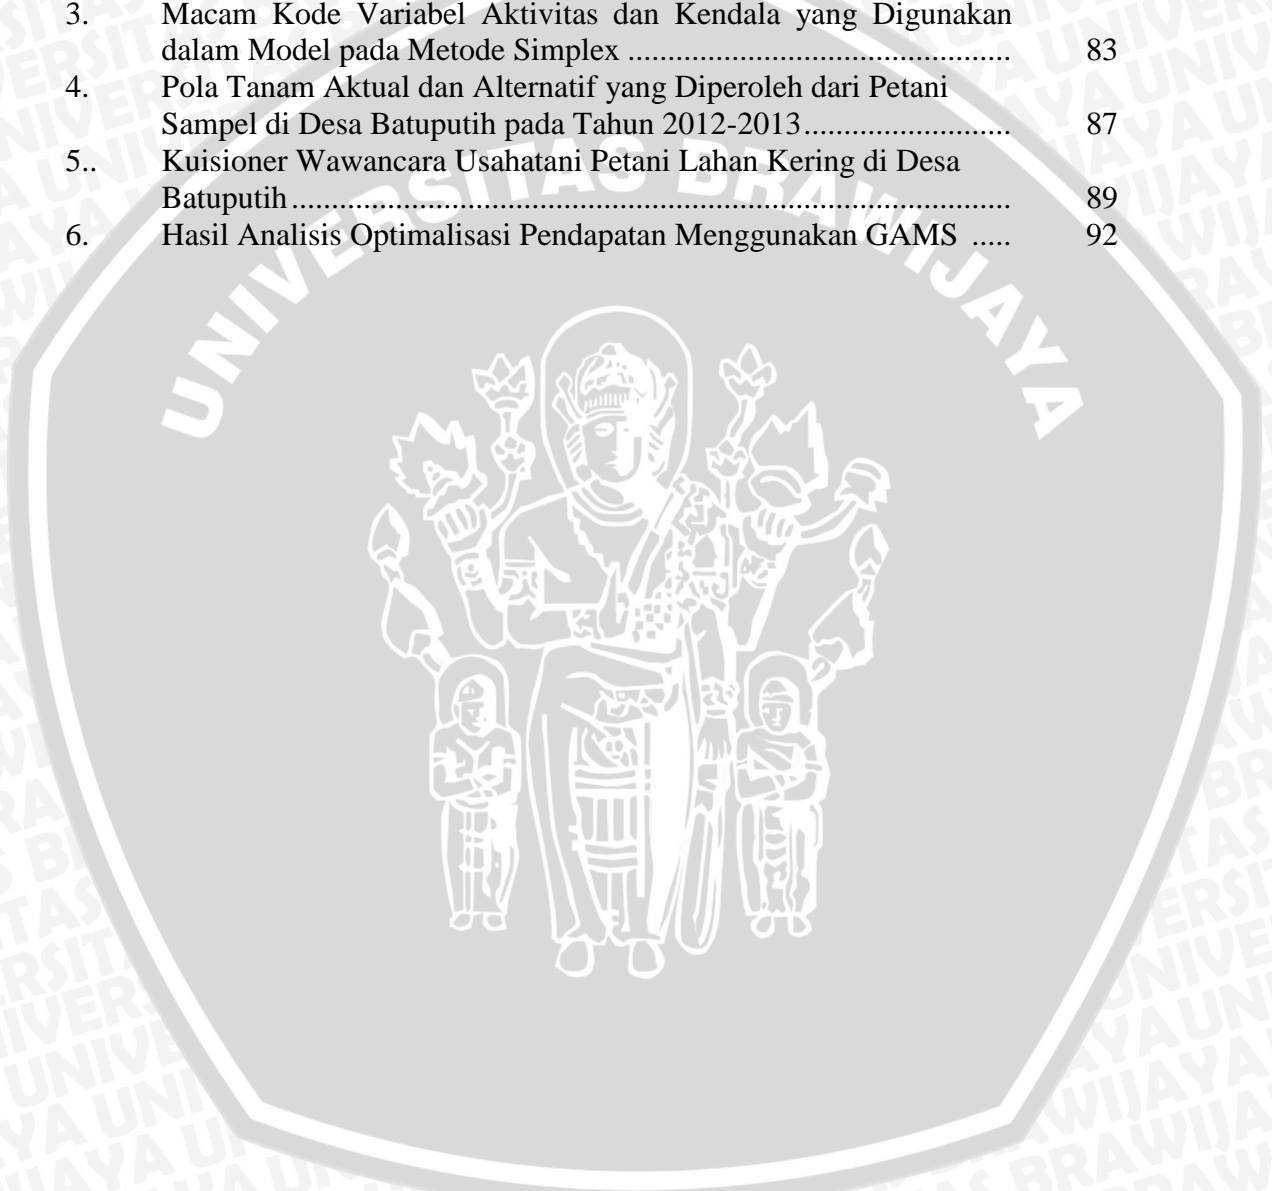 3. Macam Kode Variabel Aktivitas dan Kendala yang Digunakan
dalam Model pada Metode Simplex ................................................ 83
4. Pola Tanam Aktual dan Alternatif yang Diperoleh dari Petani
Sampel di Desa Batuputih pada Tahun 2012-2013.......................... 87
5.. Kuisioner Wawancara Usahatani Petani Lahan Kering di Desa
Batuputih.......................................................................................... 89
6. Hasil Analisis Optimalisasi Pendapatan Menggunakan GAMS ..... 92
UNIVERSITAS BRAWIJAYA